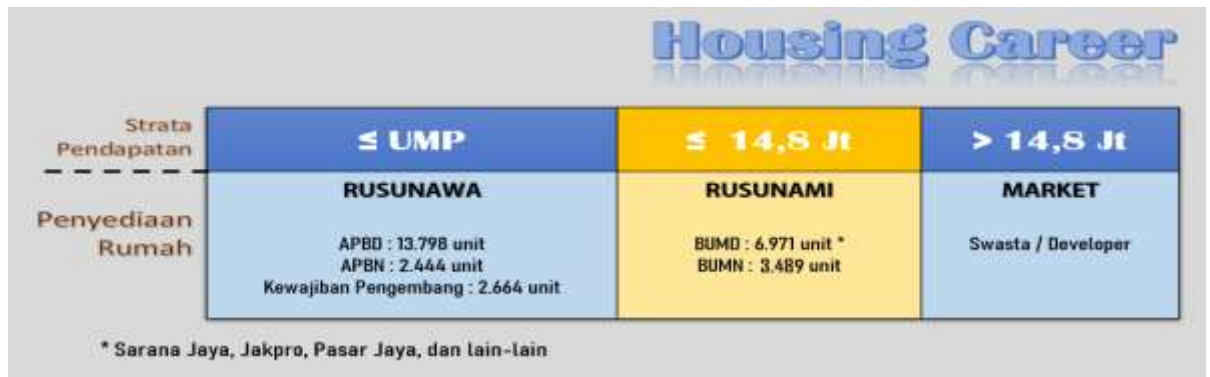 Housing Career
Strata
Pendapatan
≤ UMP
≤ 14,8 Jt
> 14,8 Jt
Penyediaan
Rumah
RUSUNAWA
APBD : 13.798 unit
APBN : 2.444 unit
Kewajiban Pengembang : 2.664 unit
RUSUNAMI
BUMD : 6.971 unit *
BUMN : 3.489 unit
MARKET
Swasta / Developer
* Sarana Jaya, Jakpro, Pasar Jaya, dan lain-lain